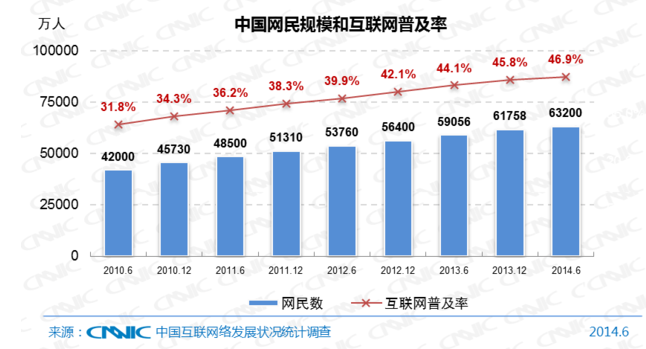 中国网民规模和互联网普及率
万人
100000
75000
50000
25000
0
31.8% 34.3% 36.2% 38.3% 39.9% 42.1% 44.1% 45.8% 46.9%
42000 45730 48500 51310 53760 56400 59056 61758 63200
2010.6 2010.12 2011.6 2011.12 2012.6 2012.12 2013.6 2013.12 2014.6
网民数 互联网普及率
来源：CNNIC 中国互联网络发展状况统计调查 2014.6